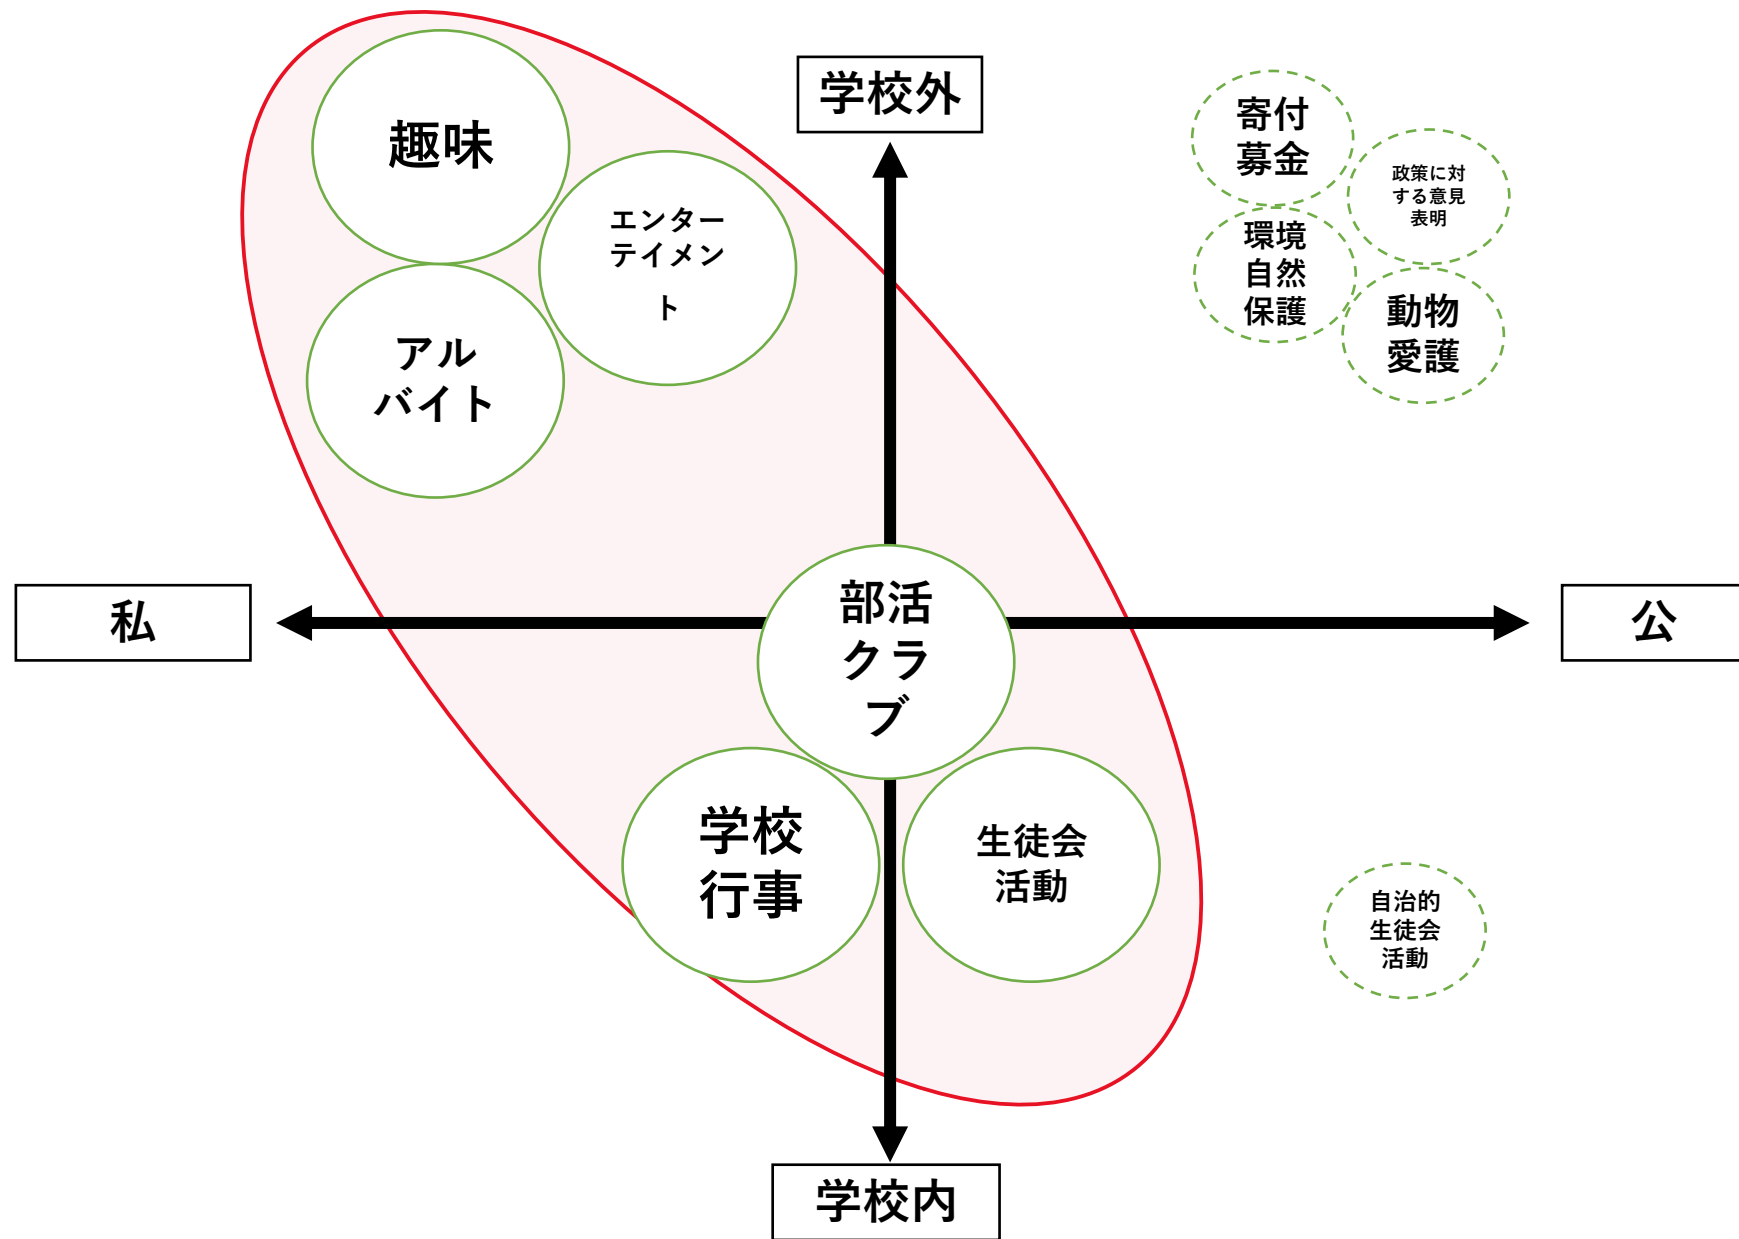 学校外
趣味
エンター
テイメン
ト
アル
バイト
寄付
募金
政策に対
する意見
表明
環境
自然
保護
動物
愛護
私
公
部活
クラ
ブ
学校
行事
生徒会
活動
自治的
生徒会
活動
学校内